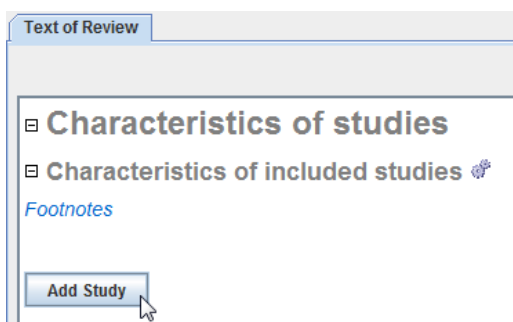 Text of Review
Characteristics of studies
Characteristics of included studies
Footnotes
Add Study